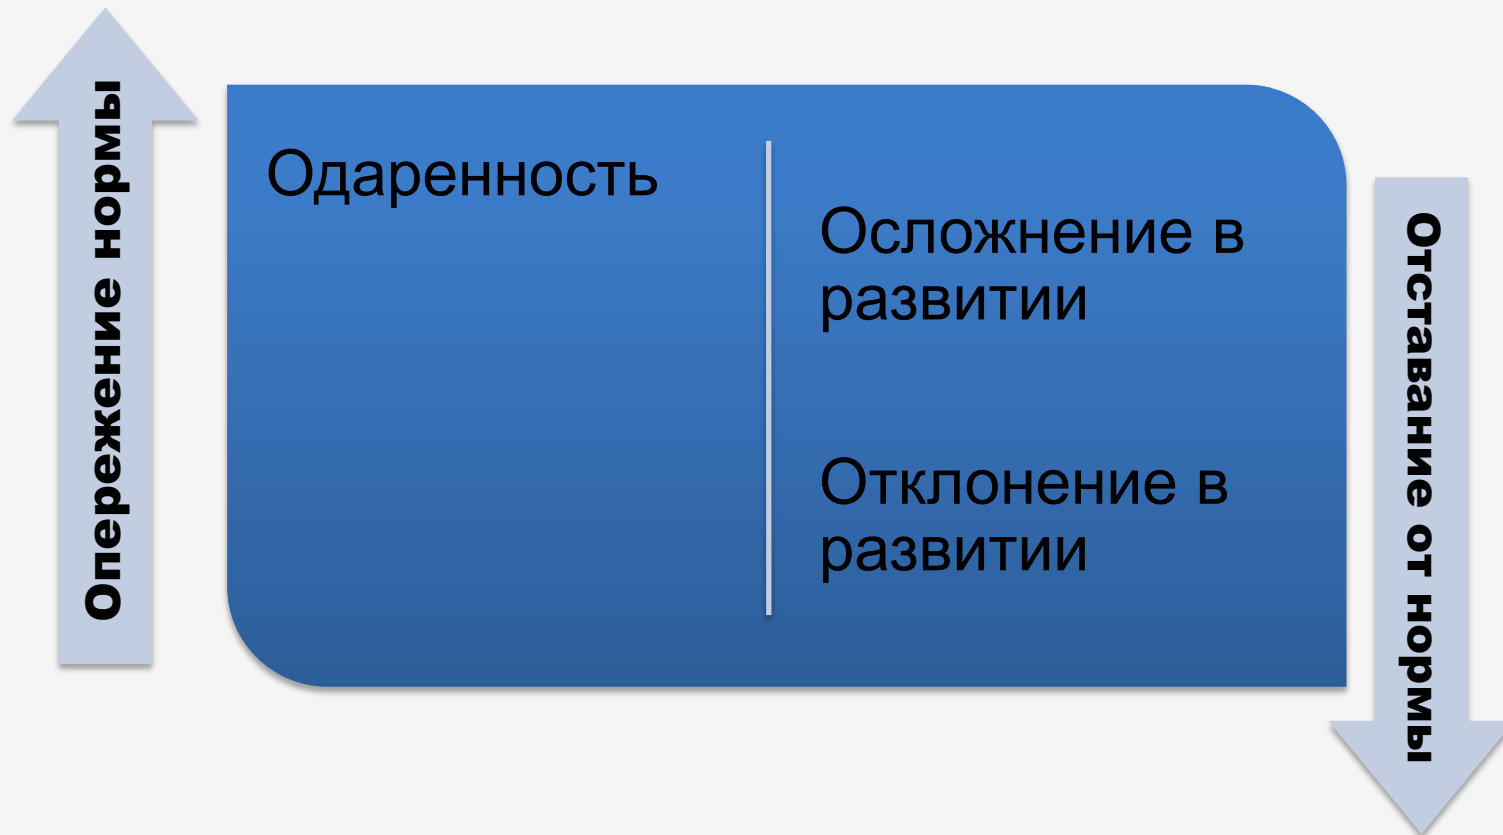 Опережение нормы
Одаренность
Осложнение в
развитии
Отклонение в
развитии
Отставание от нормы